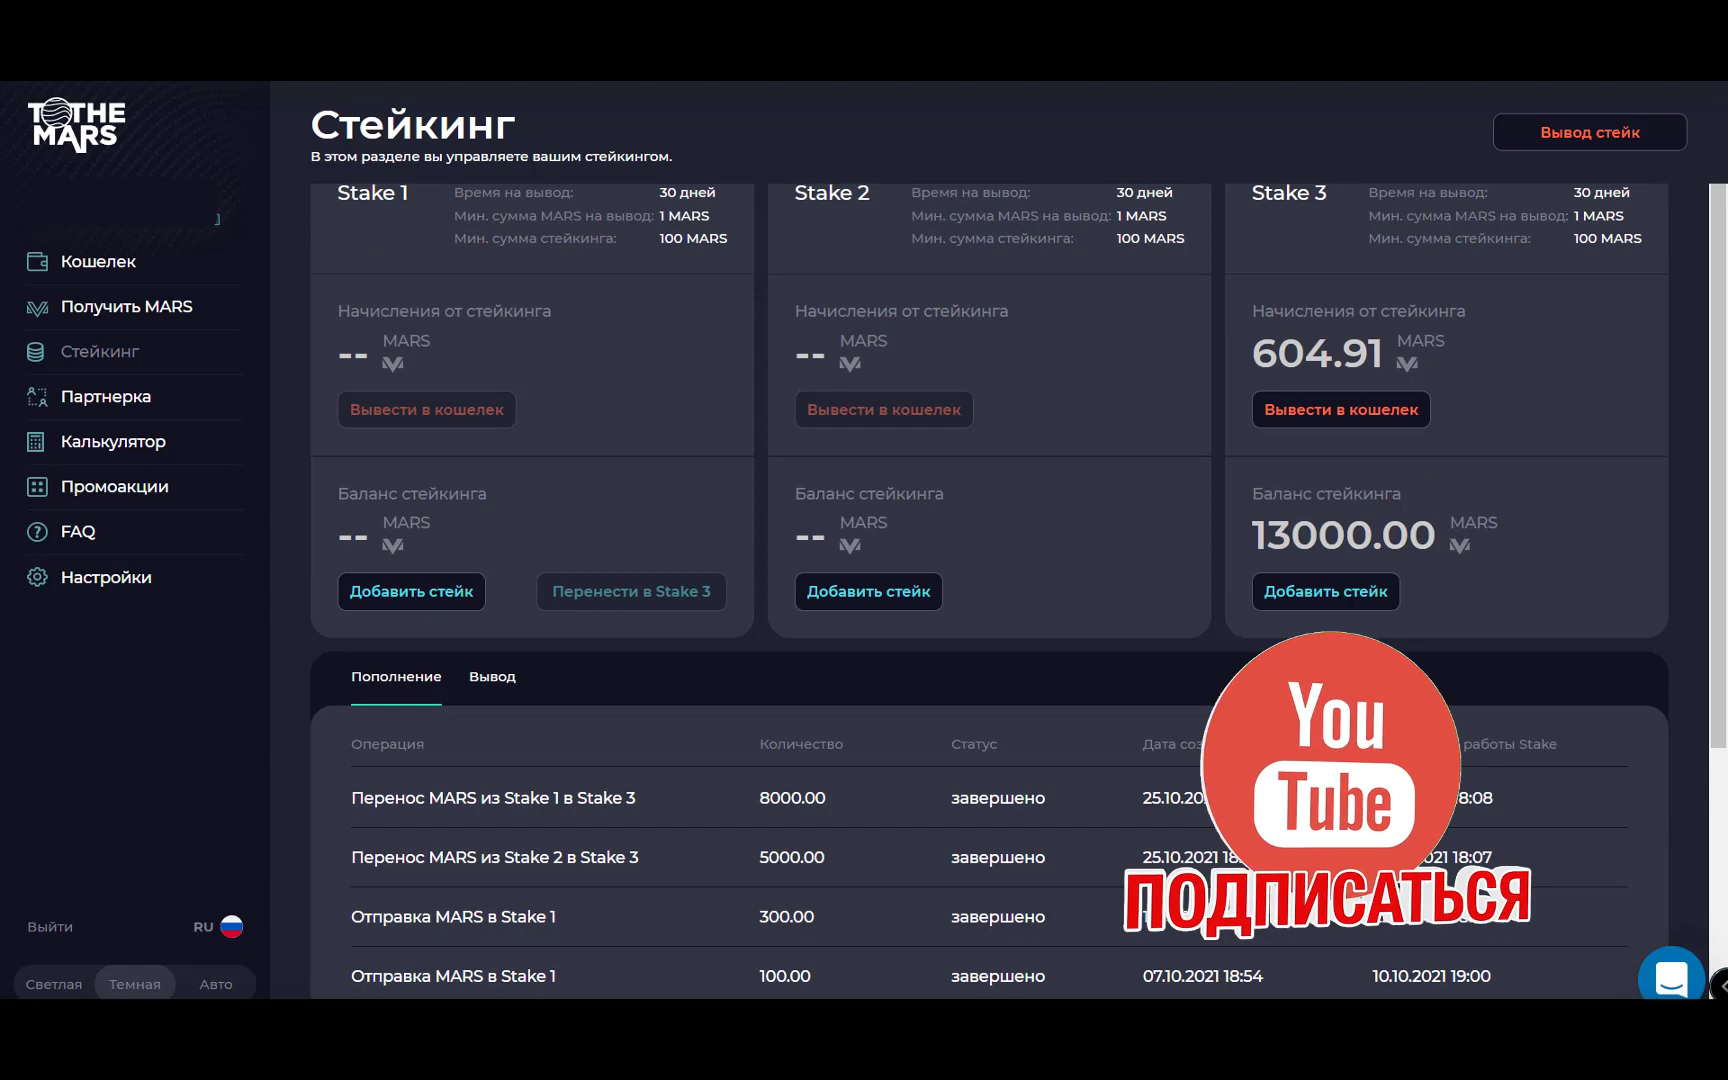 TO THE
MARS
Кошелек
Получить MARS
Стейкинг
Партнерка
Калькулятор
Промоакции
FAQ
Настройки
Выйти
RU
Светлая Темная Авто
Стейкинг
В этом разделе вы управляете вашим стейкингом.
Вывод стейк
Stake 1
Время на вывод: 30 дней
Мин. сумма MARS на вывод: 1 MARS
Мин. сумма стейкинга: 100 MARS
Начисления от стейкинга
-- MARS
Вывести в кошелек
Баланс стейкинга
-- MARS
Добавить стейк Перенести в Stake 3
Stake 2
Время на вывод: 30 дней
Мин. сумма MARS на вывод: 1 MARS
Мин. сумма стейкинга: 100 MARS
Начисления от стейкинга
-- MARS
Вывести в кошелек
Баланс стейкинга
-- MARS
Добавить стейк
Stake 3
Время на вывод: 30 дней
Мин. сумма MARS на вывод: 1 MARS
Мин. сумма стейкинга: 100 MARS
Начисления от стейкинга
604.91 MARS
Вывести в кошелек
Баланс стейкинга
13000.00 MARS
Добавить стейк
Пополнение Вывод
Операция Количество Статус Дата работы Stake
Перенос MARS из Stake 1 в Stake 3 8000.00 завершено
Перенос MARS из Stake 2 в Stake 3 5000.00 завершено 25.10.2021 18:07
Отправка MARS в Stake 1 300.00 завершено
Отправка MARS в Stake 1 100.00 завершено 07.10.2021 18:54 10.10.2021 19:00
You
Tube
ПОДПИСАТЬСЯ